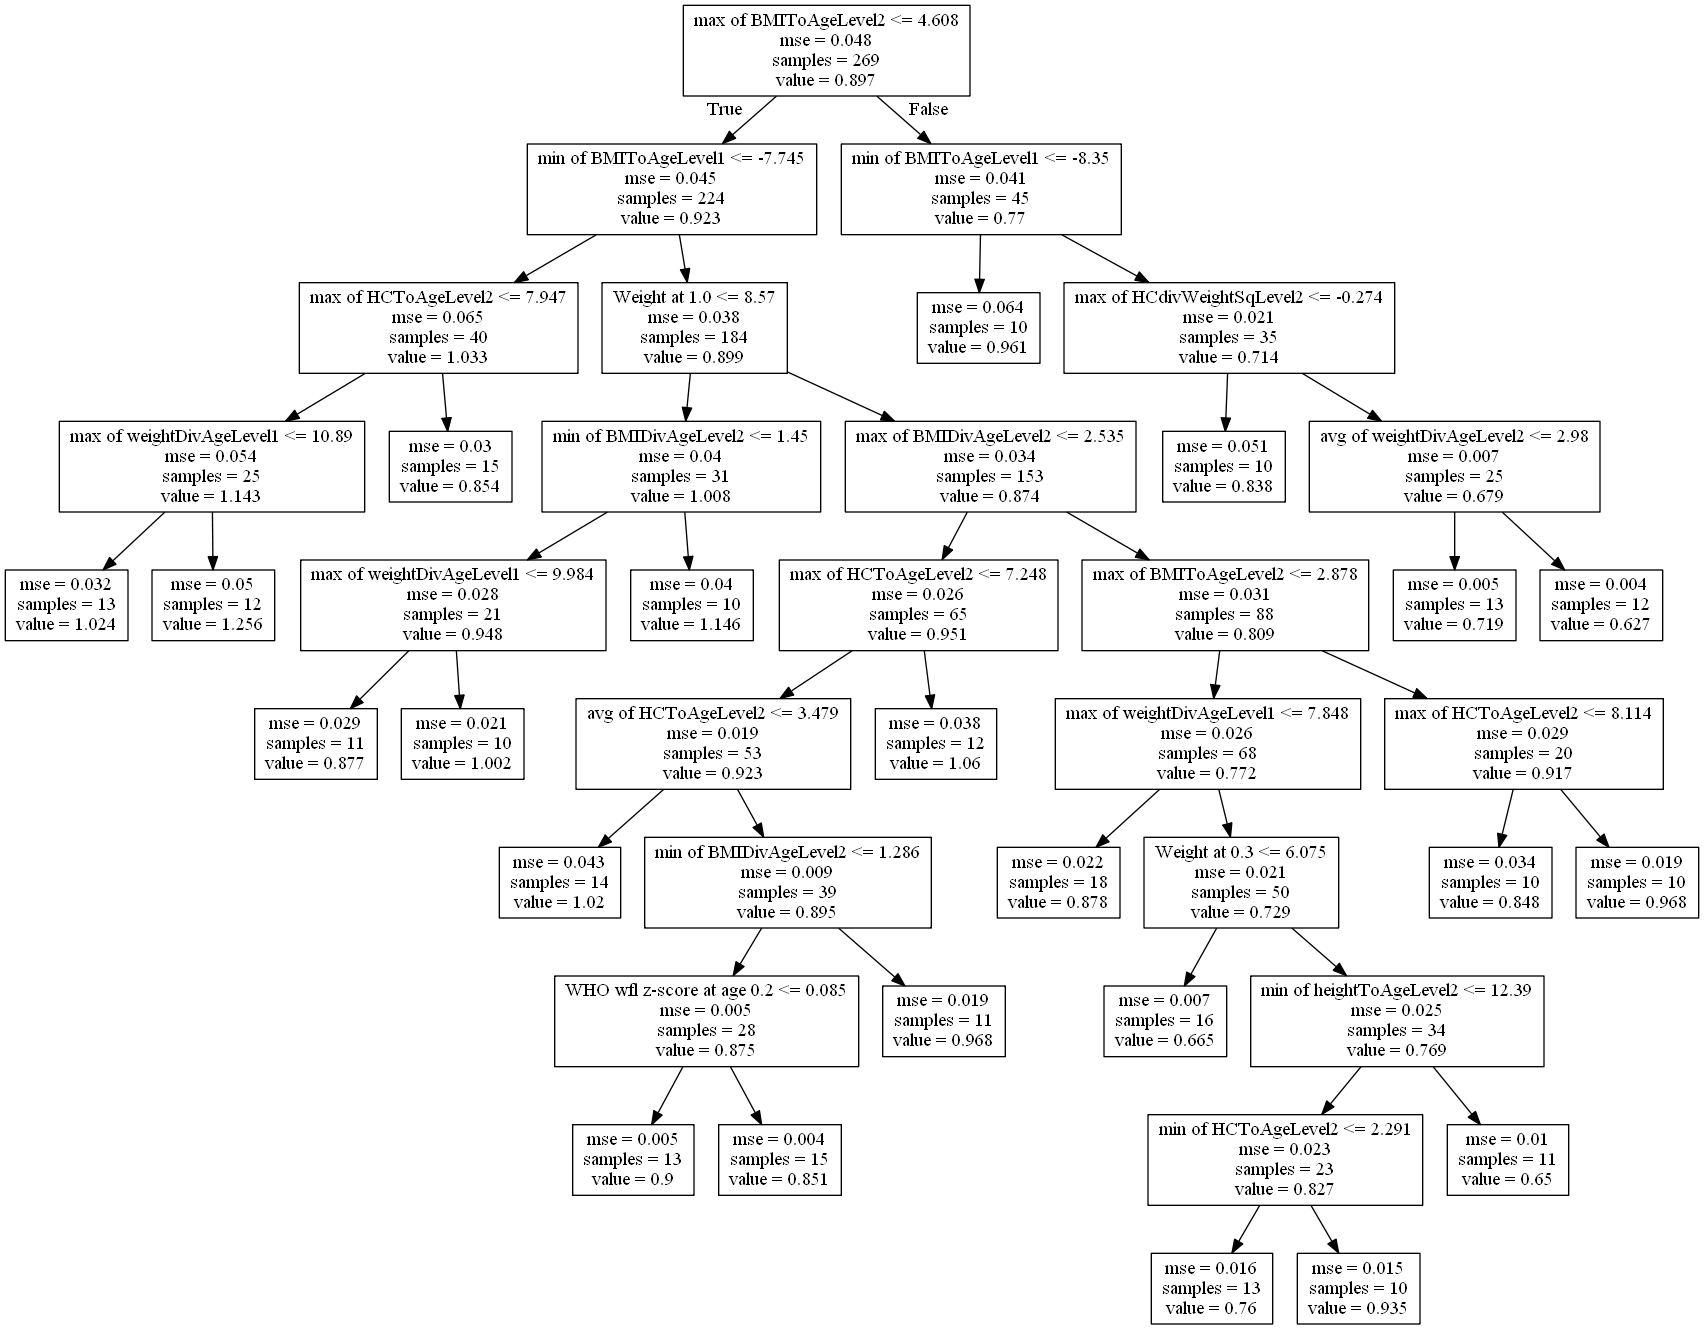 max of BMIToAgeLevel2 <= 4.608
mse = 0.048
samples = 269
value = 0.897
True
False
min of BMIToAgeLevel1 <= -7.745
mse = 0.045
samples = 224
value = 0.923
min of BMIToAgeLevel1 <= -8.35
mse = 0.041
samples = 45
value = 0.77
max of HCToAgeLevel2 <= 7.947
mse = 0.065
samples = 40
value = 1.033
Weight at 1.0 <= 8.57
mse = 0.038
samples = 184
value = 0.899
mse = 0.064
samples = 10
value = 0.961
max of HCdivWeightSqLevel2 <= -0.274
mse = 0.021
samples = 35
value = 0.714
max of weightDivAgeLevel1 <= 10.89
mse = 0.054
samples = 25
value = 1.143
mse = 0.03
samples = 15
value = 0.854
min of BMIDivAgeLevel2 <= 1.45
mse = 0.04
samples = 31
value = 1.008
max of BMIDivAgeLevel2 <= 2.535
mse = 0.034
samples = 153
value = 0.874
mse = 0.051
samples = 10
value = 0.838
avg of weightDivAgeLevel2 <= 2.98
mse = 0.007
samples = 25
value = 0.679
mse = 0.032
samples = 13
value = 1.024
mse = 0.05
samples = 12
value = 1.256
max of weightDivAgeLevel1 <= 9.984
mse = 0.028
samples = 21
value = 0.948
mse = 0.04
samples = 10
value = 1.146
max of HCToAgeLevel2 <= 7.248
mse = 0.026
samples = 65
value = 0.951
max of BMIToAgeLevel2 <= 2.878
mse = 0.031
samples = 88
value = 0.809
mse = 0.005
samples = 13
value = 0.719
mse = 0.004
samples = 12
value = 0.627
mse = 0.029
samples = 11
value = 0.877
mse = 0.021
samples = 10
value = 1.002
avg of HCToAgeLevel2 <= 3.479
mse = 0.019
samples = 53
value = 0.923
mse = 0.038
samples = 12
value = 1.06
max of weightDivAgeLevel1 <= 7.848
mse = 0.026
samples = 68
value = 0.772
max of HCToAgeLevel2 <= 8.114
mse = 0.029
samples = 20
value = 0.917
mse = 0.043
samples = 14
value = 1.02
min of BMIDivAgeLevel2 <= 1.286
mse = 0.009
samples = 39
value = 0.895
mse = 0.022
samples = 18
value = 0.878
Weight at 0.3 <= 6.075
mse = 0.021
samples = 50
value = 0.729
mse = 0.034
samples = 10
value = 0.848
mse = 0.019
samples = 10
value = 0.968
WHO wfl z-score at age 0.2 <= 0.085
mse = 0.005
samples = 28
value = 0.875
mse = 0.019
samples = 11
value = 0.968
mse = 0.007
samples = 16
value = 0.665
min of heightToAgeLevel2 <= 12.39
mse = 0.025
samples = 34
value = 0.769
mse = 0.005
samples = 13
value = 0.9
mse = 0.004
samples = 15
value = 0.851
min of HCToAgeLevel2 <= 2.291
mse = 0.023
samples = 23
value = 0.827
mse = 0.01
samples = 11
value = 0.65
mse = 0.016
samples = 13
value = 0.76
mse = 0.015
samples = 10
value = 0.935